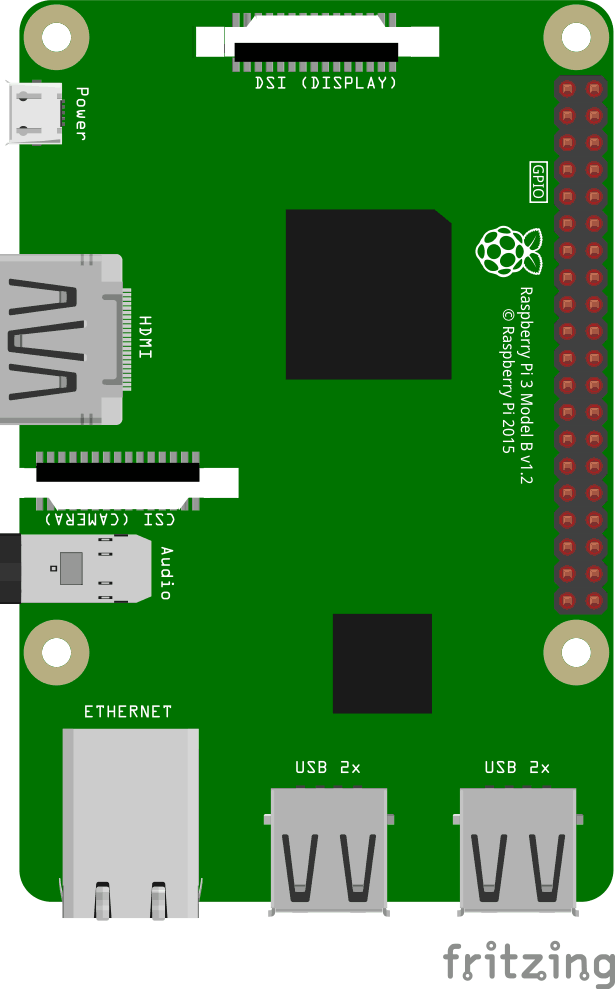 DSI (DISPLAY)
Power
GPIO
HDMI
Raspberry Pi 3 Model B v1.2
© Raspberry Pi 2015
CSI (CAMERA)
Audio
ETHERNET
USB 2x
USB 2x
fritzing